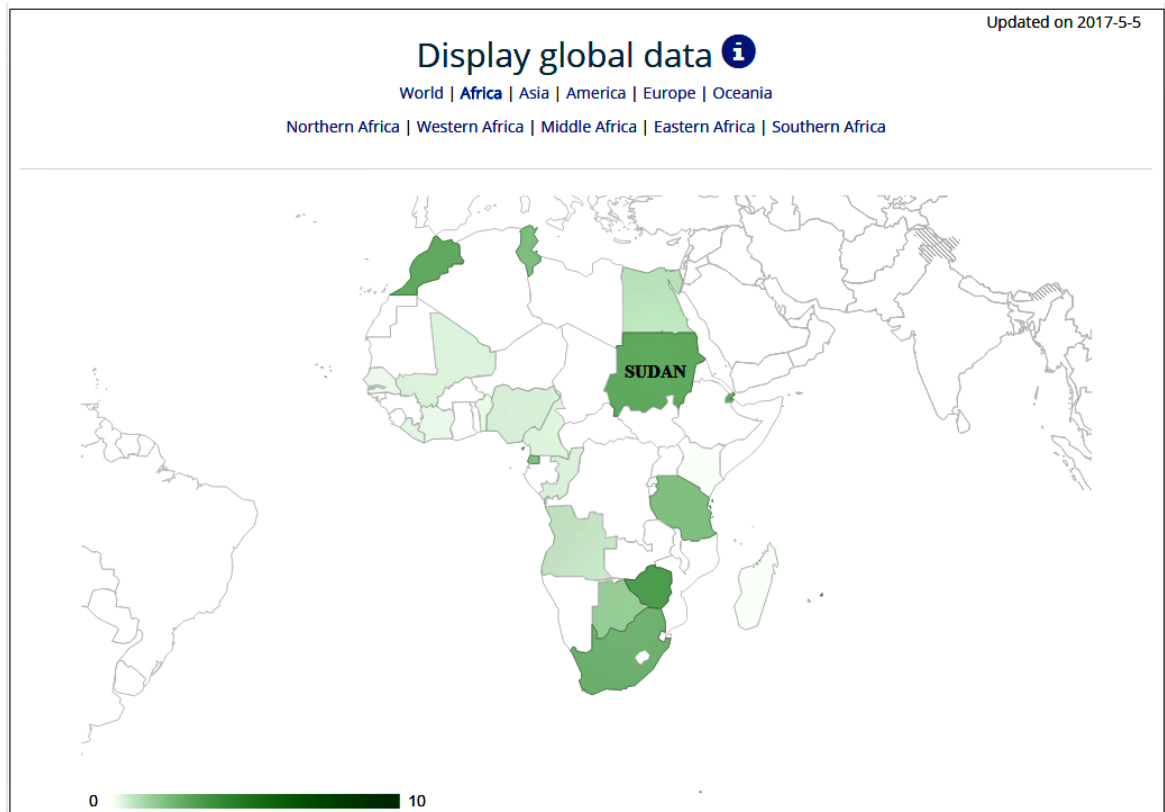 Updated on 2017-5-5
Display global data i
World | Africa | Asia | America | Europe | Oceania
Northern Africa | Western Africa | Middle Africa | Eastern Africa | Southern Africa
SUDAN
0 10